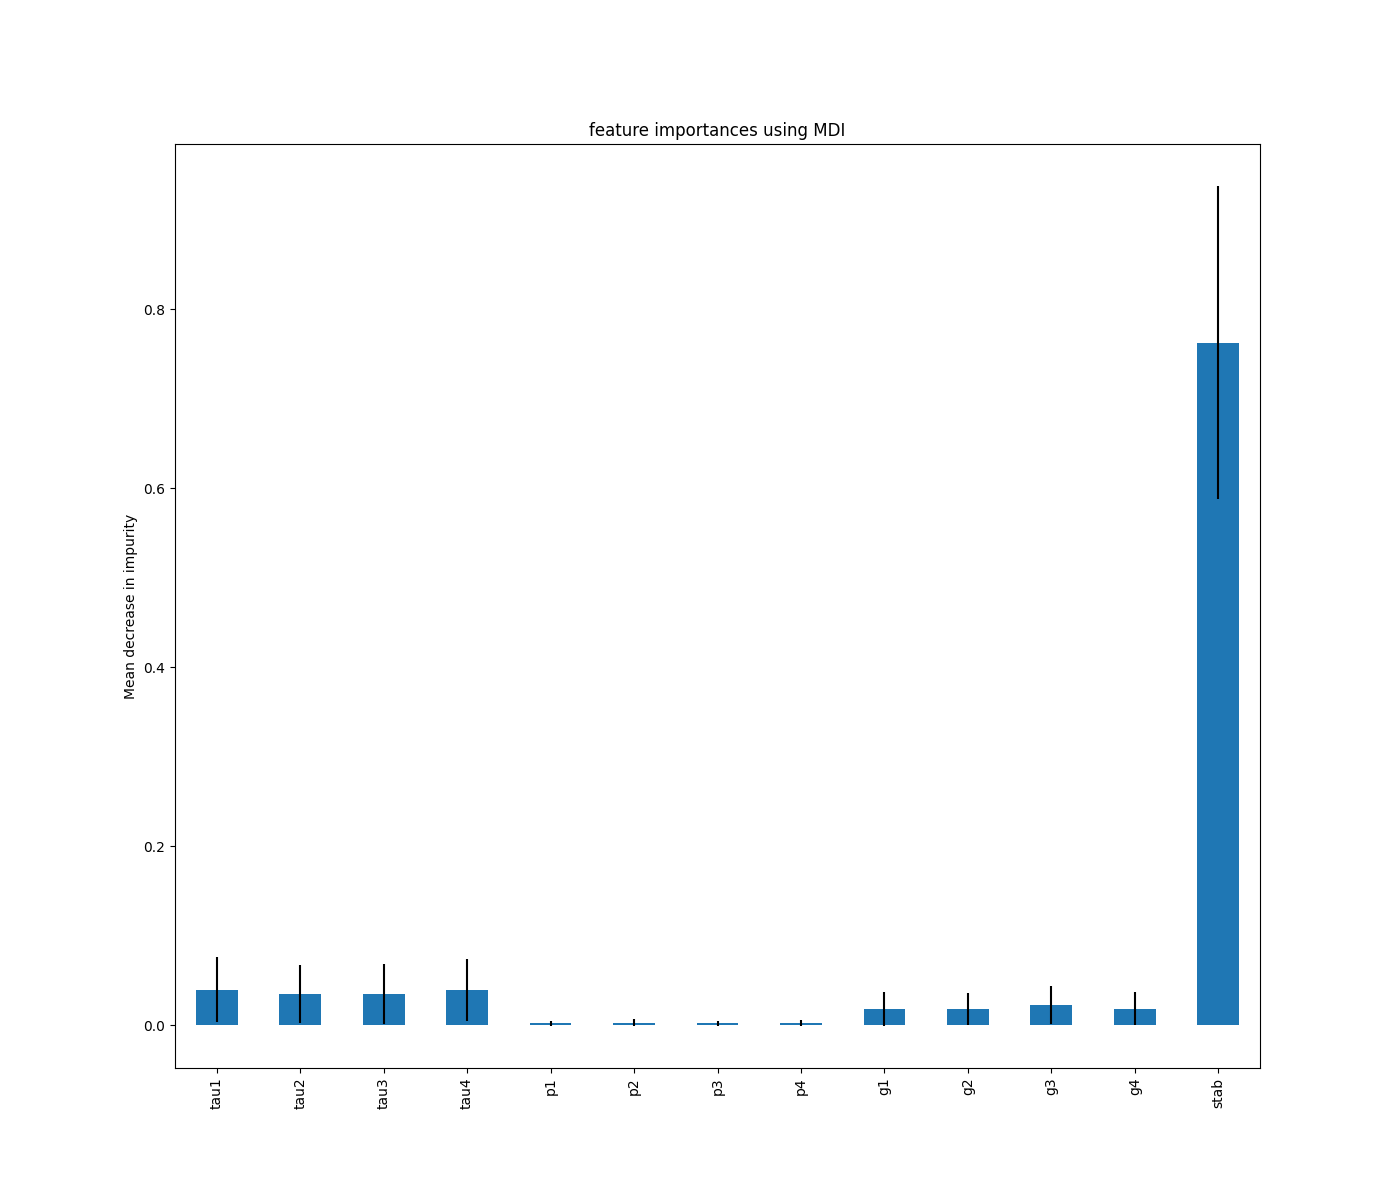 feature importances using MDI
Mean decrease in impurity
0.8
0.6
0.4
0.2
0.0
tau1
tau2
tau3
tau4
p1
p2
p3
p4
g1
g2
g3
g4
stab